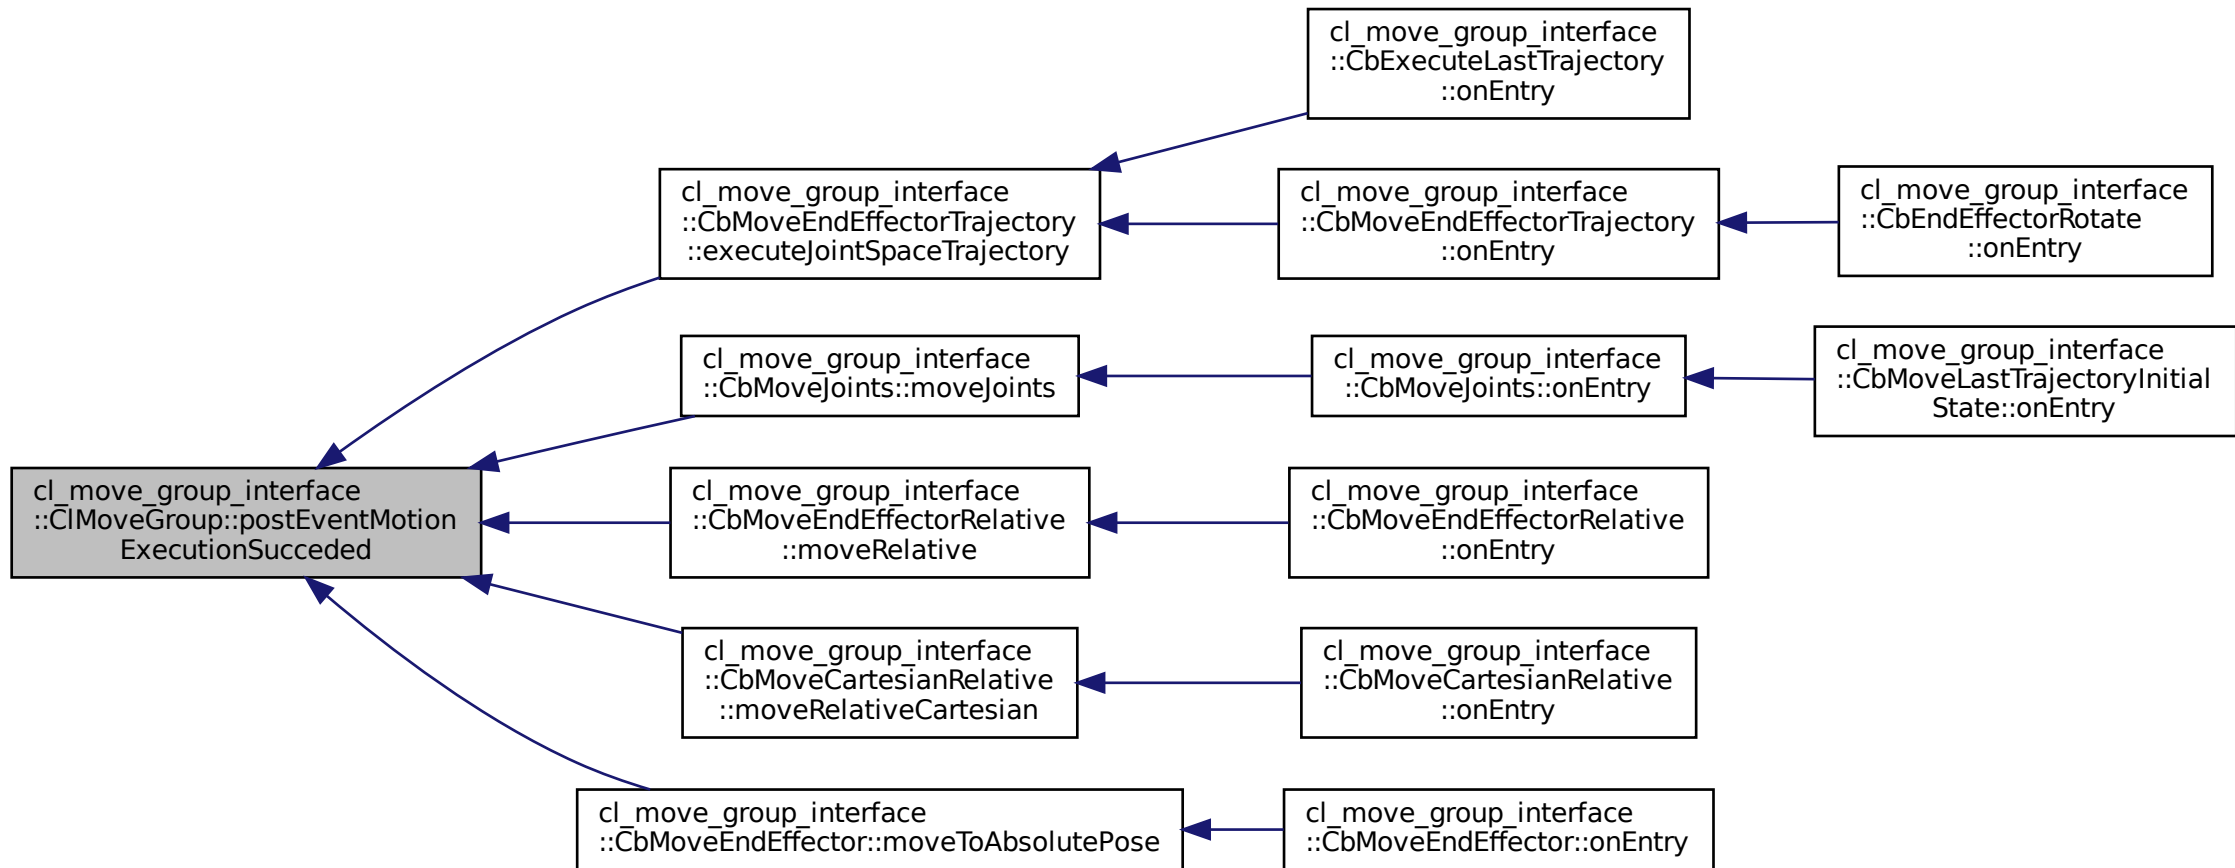 cl_move_group_interface
::CbExecuteLastTrajectory
::onEntry
cl_move_group_interface
::CbMoveEndEffectorTrajectory
::executeJointSpaceTrajectory
cl_move_group_interface
::CbMoveEndEffectorTrajectory
::onEntry
cl_move_group_interface
::CbEndEffectorRotate
::onEntry
cl_move_group_interface
::CbMoveJoints::moveJoints
cl_move_group_interface
::CbMoveJoints::onEntry
cl_move_group_interface
::CbMoveLastTrajectoryInitial
State::onEntry
cl_move_group_interface
::ClMoveGroup::postEventMotion
ExecutionSucceded
cl_move_group_interface
::CbMoveEndEffectorRelative
::moveRelative
cl_move_group_interface
::CbMoveEndEffectorRelative
::onEntry
cl_move_group_interface
::CbMoveCartesianRelative
::moveRelativeCartesian
cl_move_group_interface
::CbMoveCartesianRelative
::onEntry
cl_move_group_interface
::CbMoveEndEffector::moveToAbsolutePose
cl_move_group_interface
::CbMoveEndEffector::onEntry